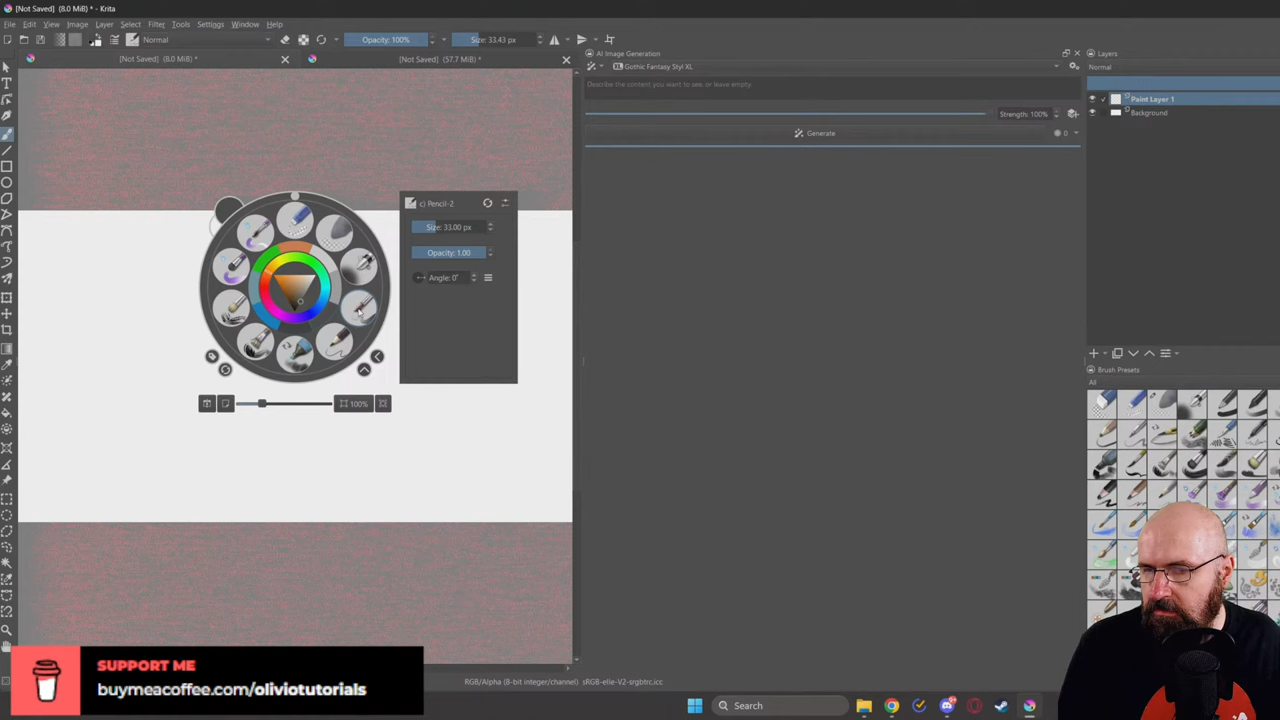 [Not Saved] (8.0 MiB) * - Krita
File Edit View Image Layer Select Filter Tools Settings Window Help
Normal Opacity: 100% Size: 33.43 px
[Not Saved] (8.0 MiB) *
[Not Saved] (57.7 MiB) *
AI Image Generation
Gothic Fantasy Styl XL
Describe the content you want to see, or leave empty.
Strength: 100%
Generate
0
Layers
Normal
Paint Layer 1
Background
c) Pencil-2
Size: 33.00 px
Opacity: 1.00
Angle: 0°
100%
Brush Presets
All
SUPPORT ME
buymeacoffee.com/oliviotutorials
RGB/Alpha (8-bit integer/channel) sRGB-elle-V2-srgbtrc.icc
Search